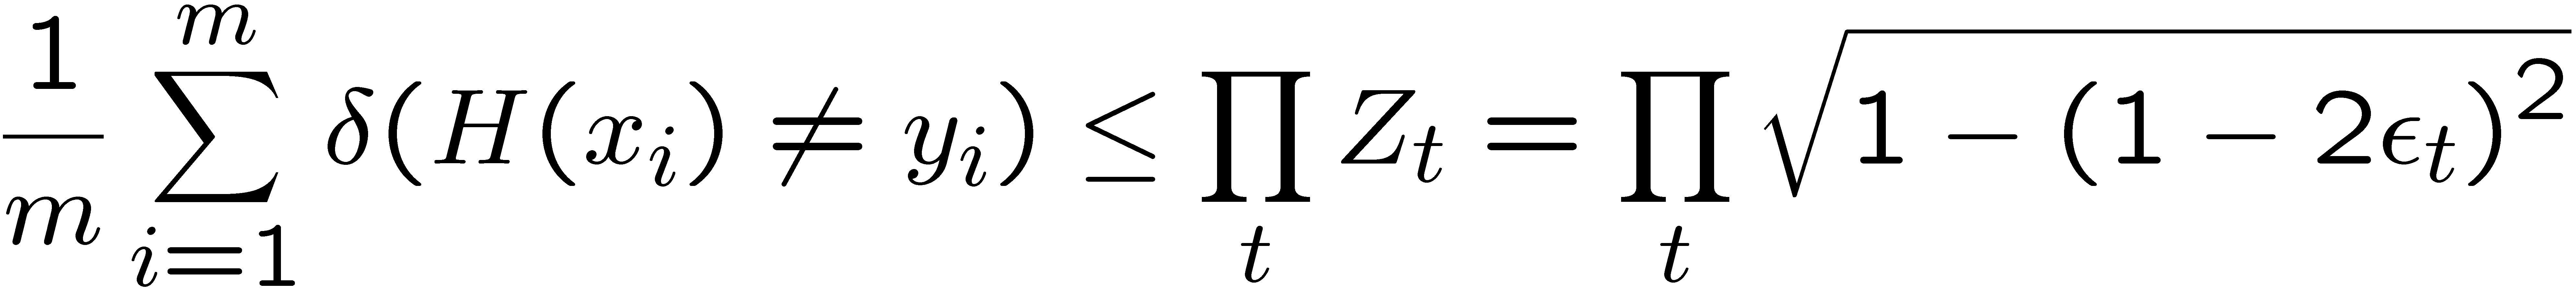 \frac{1}{m} \sum_{i=1}^{m} \delta(H(x_i) \neq y_i) \leq \prod_t Z_t = \prod_t \sqrt{1 - (1 - 2\epsilon_t)^2}